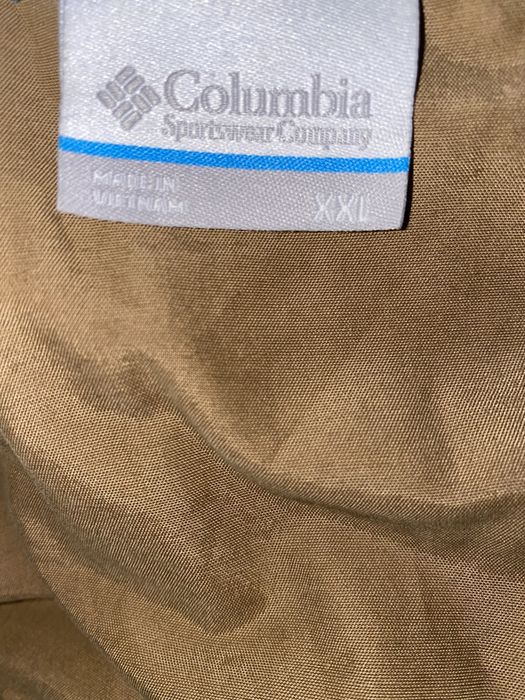 Columbia
Sportswear Company
MADE IN
VIETNAM
XXL